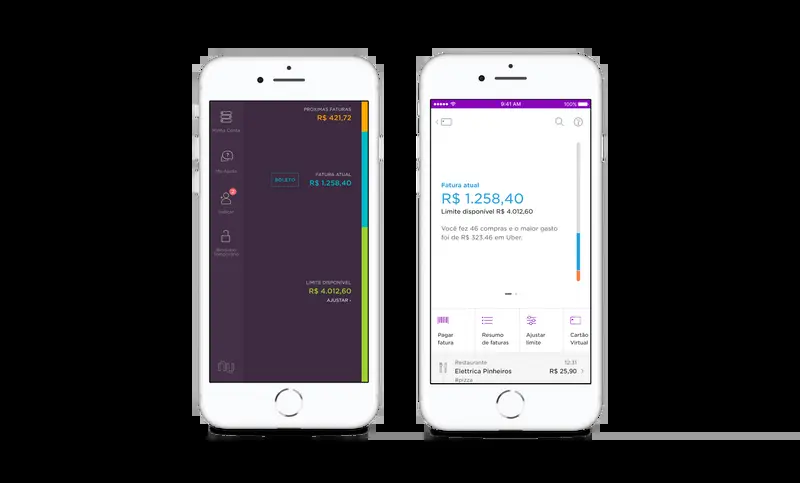 PRÓXIMAS FATURAS
R$ 421,72
Minha Conta
Me Ajuda
BOLETO
FATURA ATUAL
R$ 1.258,40
2
LIMITE DISPONÍVEL
R$ 4.012,60
AJUSTAR ›
nu
9:41 AM
100%
Fatura atual
R$ 1.258,40
Limite disponível R$ 4.012,60
Você fez 46 compras e o maior gasto
foi de R$ 323,46 em Uber.
Pagar
fatura
Resumo
de faturas
Ajustar
limite
Cartão
Virtual
Restaurante
12:31
Elettrica Pinheiros
R$ 25,90
#pizza